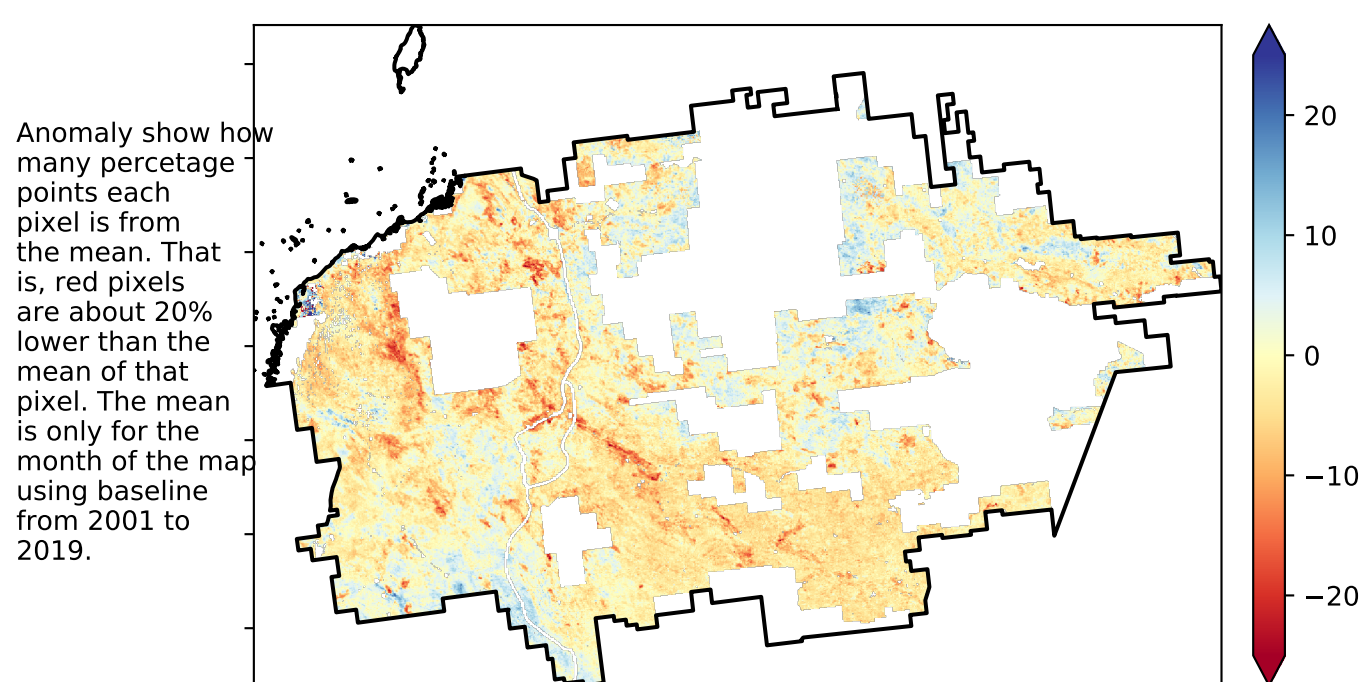 Anomaly show how
many percetage
points each
pixel is from
the mean. That
is, red pixels
are about 20%
lower than the
mean of that
pixel. The mean
is only for the
month of the map
using baseline
from 2001 to
2019.
20
10
0
−10
−20